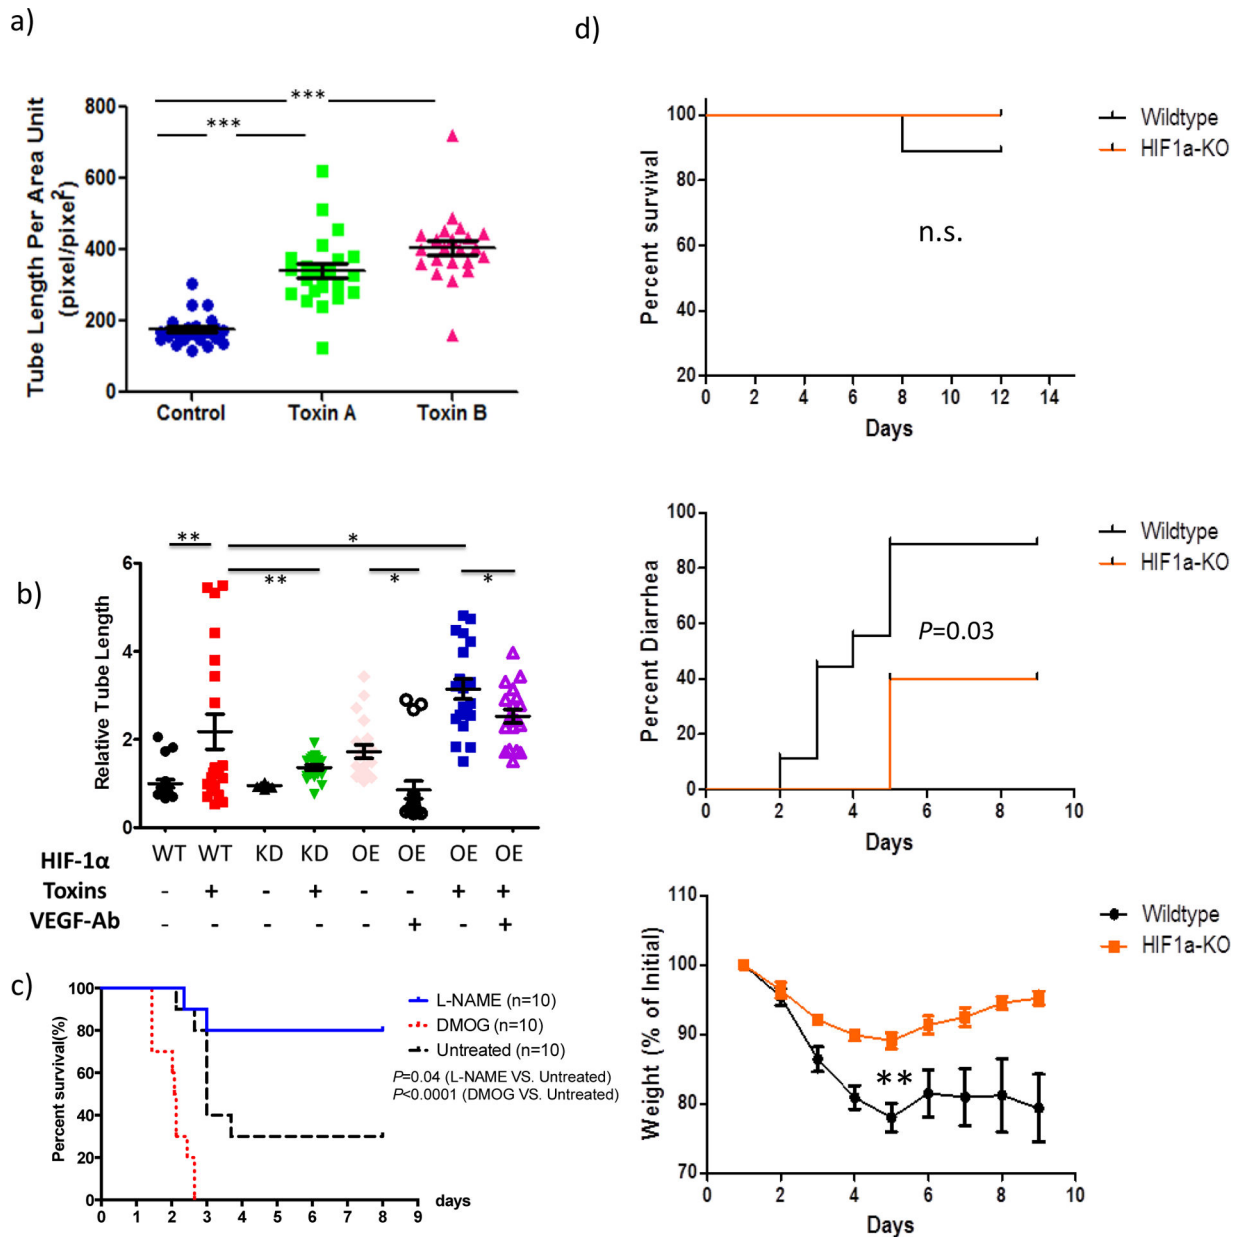 a)
Tube Length Per Area Unit
(pixel/pixel²)
800
600
400
200
0
***
***
Control
Toxin A
Toxin B
b)
Relative Tube Length
6
4
2
0
**
*
**
*
*
HIF-1α WT WT KD KD OE OE OE OE
Toxins - + - + - - + +
VEGF-Ab - - - - - + - +
c)
Percent survival(%)
100
80
60
40
20
0
0 1 2 3 4 5 6 7 8 9 days
L-NAME (n=10)
DMOG (n=10)
Untreated (n=10)
P=0.04 (L-NAME VS. Untreated)
P<0.0001 (DMOG VS. Untreated)
d)
Percent survival
100
80
60
40
20
0 2 4 6 8 10 12 14
Days
Wildtype
HIF1a-KO
n.s.
Percent Diarrhea
100
80
60
40
20
0
0 2 4 6 8 10
Days
Wildtype
HIF1a-KO
P=0.03
Weight (% of Initial)
110
100
90
80
70
0 2 4 6 8 10
Days
Wildtype
HIF1a-KO
**